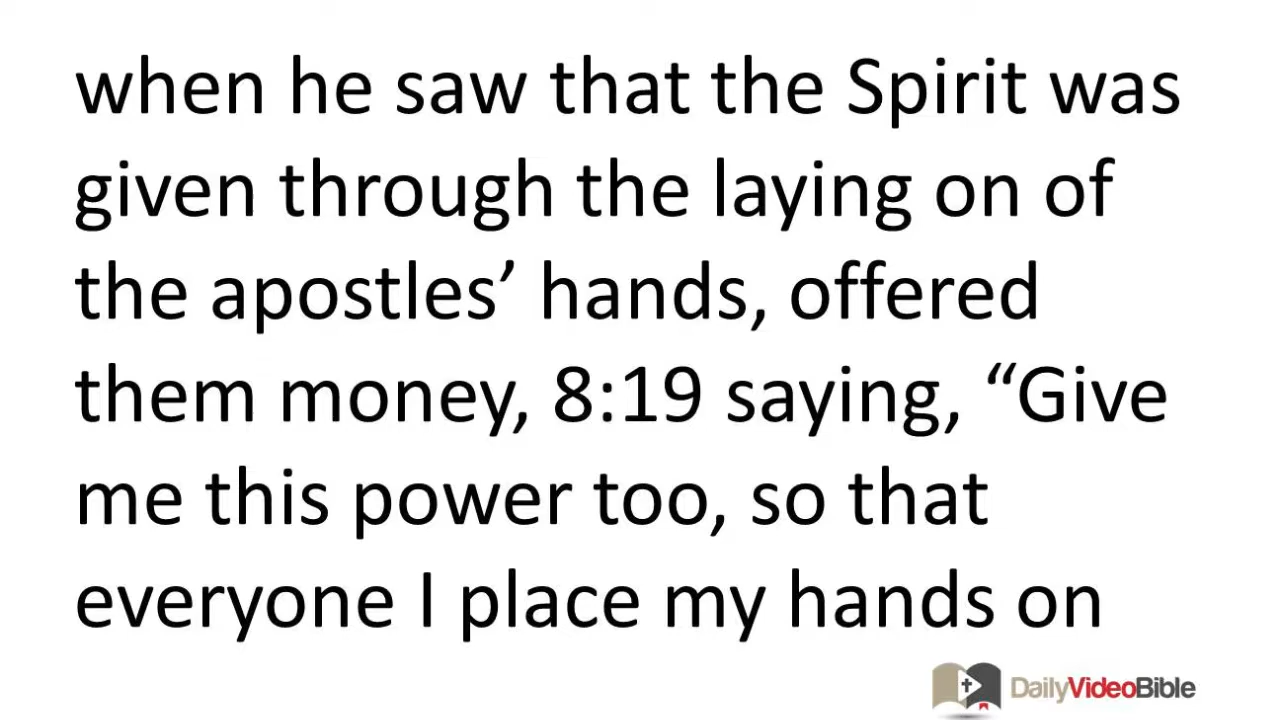 when he saw that the Spirit was
given through the laying on of
the apostles’ hands, offered
them money, 8:19 saying, “Give
me this power too, so that
everyone I place my hands on
DailyVideoBible